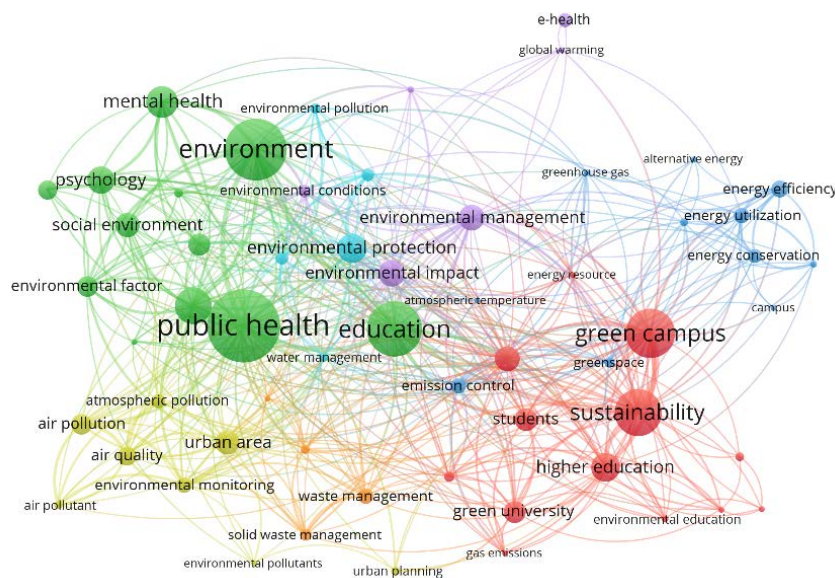 e-health
global warming
mental health
environmental pollution
environment
alternative energy
greenhouse gas
psychology
environmental conditions
energy efficiency
social environment
environmental management
energy utilization
environmental protection
energy conservation
environmental impact
energy resource
environmental factor
atmospheric temperature
campus
public health
education
green campus
water management
greenspace
emission control
atmospheric pollution
air pollution
urban area
students
sustainability
air quality
higher education
environmental monitoring
waste management
air pollutant
green university
environmental education
solid waste management
gas emissions
environmental pollutants
urban planning